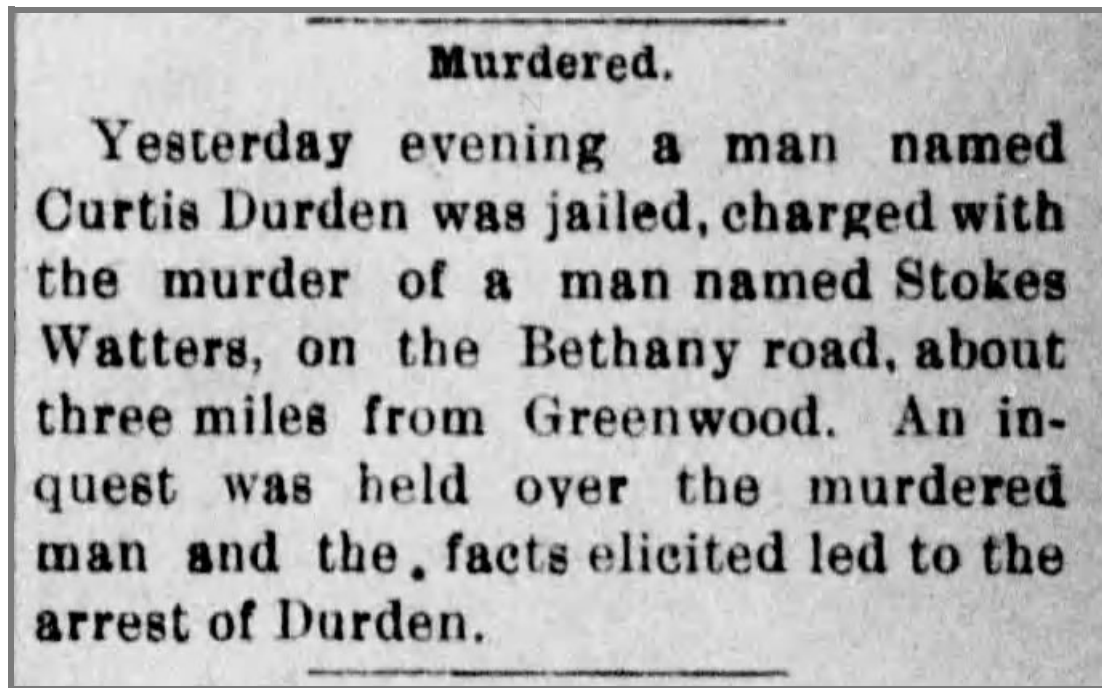 Murdered.
Yesterday evening a man named
Curtis Durden was jailed, charged with
the murder of a man named Stokes
Watters, on the Bethany road, about
three miles from Greenwood. An in-
quest was held over the murdered
man and the. facts elicited led to the
arrest of Durden.